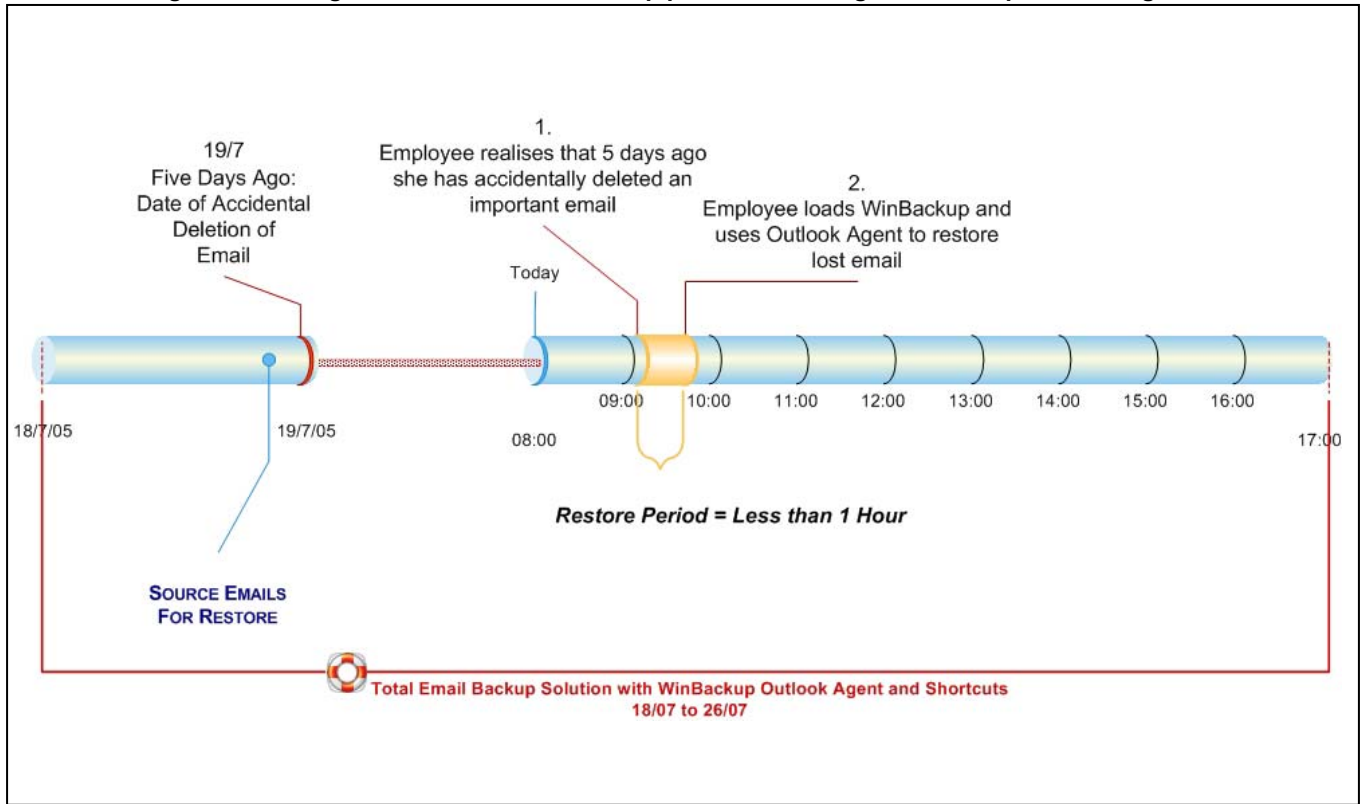 19/7
Five Days Ago:
Date of Accidental
Deletion of
Email
1.
Employee realises that 5 days ago
she has accidentally deleted an
important email
2.
Employee loads WinBackup and
uses Outlook Agent to restore
lost email
Today
09:00 10:00 11:00 12:00 13:00 14:00 15:00 16:00
18/7/05 19/7/05 08:00 17:00
Restore Period = Less than 1 Hour
SOURCE EMAILS
FOR RESTORE
Total Email Backup Solution with WinBackup Outlook Agent and Shortcuts
18/07 to 26/07